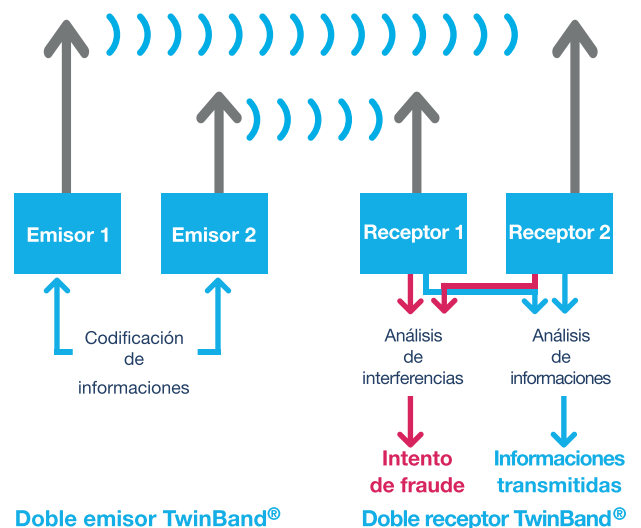 Emisor 1
Emisor 2
Receptor 1
Receptor 2
Codificación
de
informaciones
Análisis
de
interferencias
Análisis
de
informaciones
Intento
de fraude
Informaciones
transmitidas
Doble emisor TwinBand®
Doble receptor TwinBand®